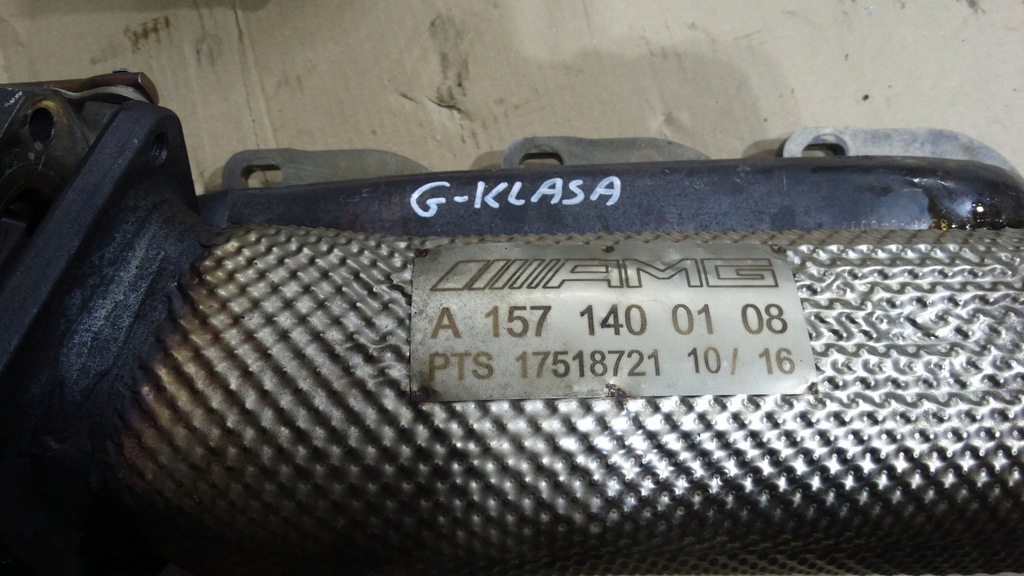 G-KLASA
AMG
A 157 140 01 08
PTS 17518721 10/ 16